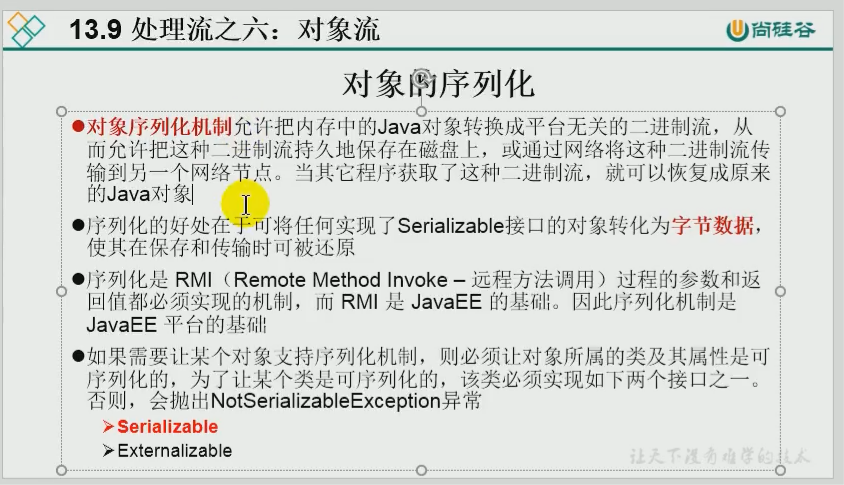 13.9 处理流之六：对象流
尚硅谷
对象的序列化
●对象序列化机制允许把内存中的Java对象转换成平台无关的二进制流，从
而允许把这种二进制流持久地保存在磁盘上，或通过网络将这种二进制流传
输到另一个网络节点。当其它程序获取了这种二进制流，就可以恢复成原来
的Java对象
●序列化的好处在于可将任何实现了Serializable接口的对象转化为字节数据，
使其在保存和传输时可被还原
●序列化是 RMI（Remote Method Invoke – 远程方法调用）过程的参数和返
回值都必须实现的机制，而 RMI 是 JavaEE 的基础。因此序列化机制是
JavaEE 平台的基础
●如果需要让某个对象支持序列化机制，则必须让对象所属的类及其属性是可
序列化的，为了让某个类是可序列化的，该类必须实现如下两个接口之一。
否则，会抛出NotSerializableException异常
➢Serializable
➢Externalizable
让天下没有难学的技术